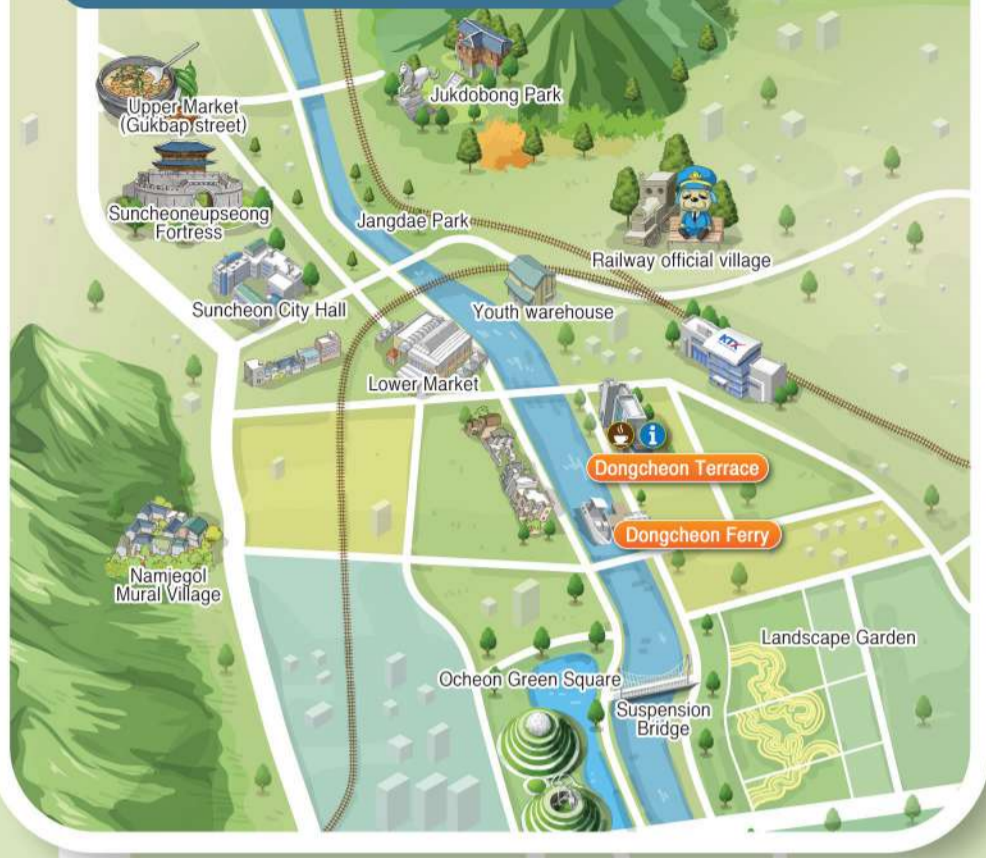 Jukdobong Park
Upper Market
(Gukbap street)
Suncheoneupseong
Fortress
Jangdae Park
Railway official village
Suncheon City Hall
Youth warehouse
KTX
Lower Market
i
Dongcheon Terrace
Dongcheon Ferry
Namjegol
Mural Village
Landscape Garden
Ocheon Green Square
Suspension
Bridge